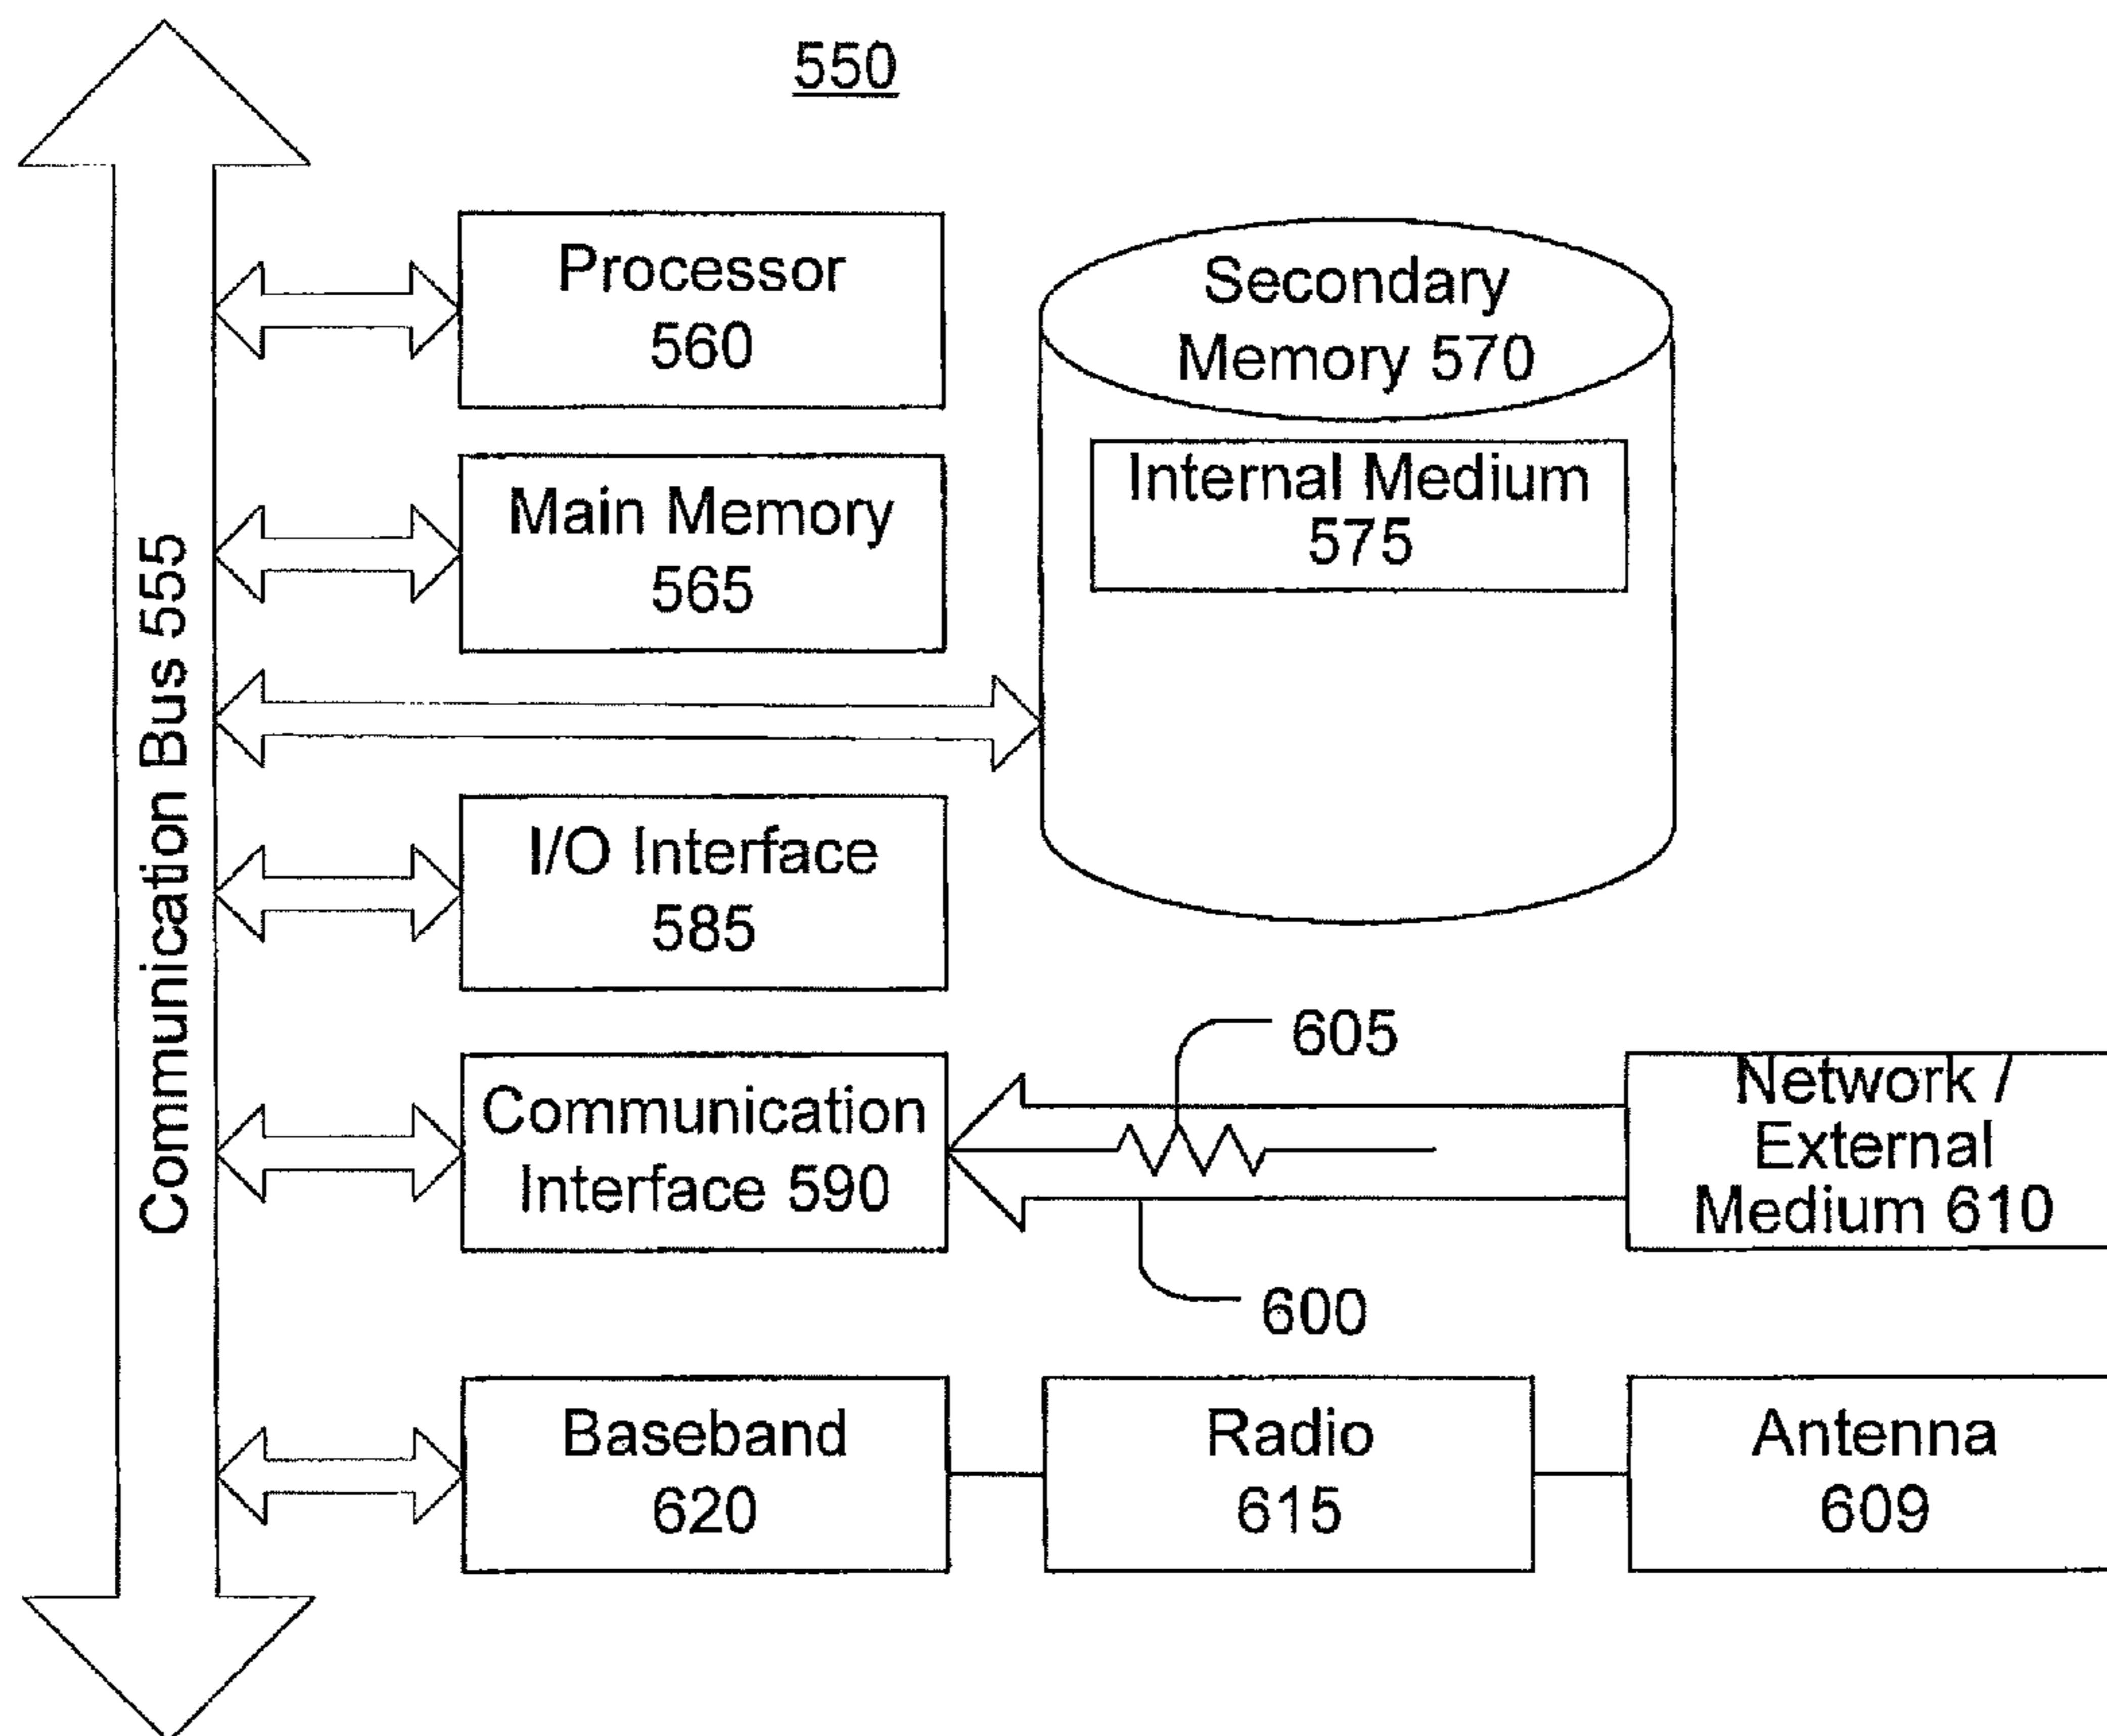 550
Communication Bus 555
Processor
560
Secondary
Memory 570
Internal Medium
575
Main Memory
565
I/O Interface
585
605
Communication
Interface 590
Network /
External
Medium 610
600
Baseband
620
Radio
615
Antenna
609